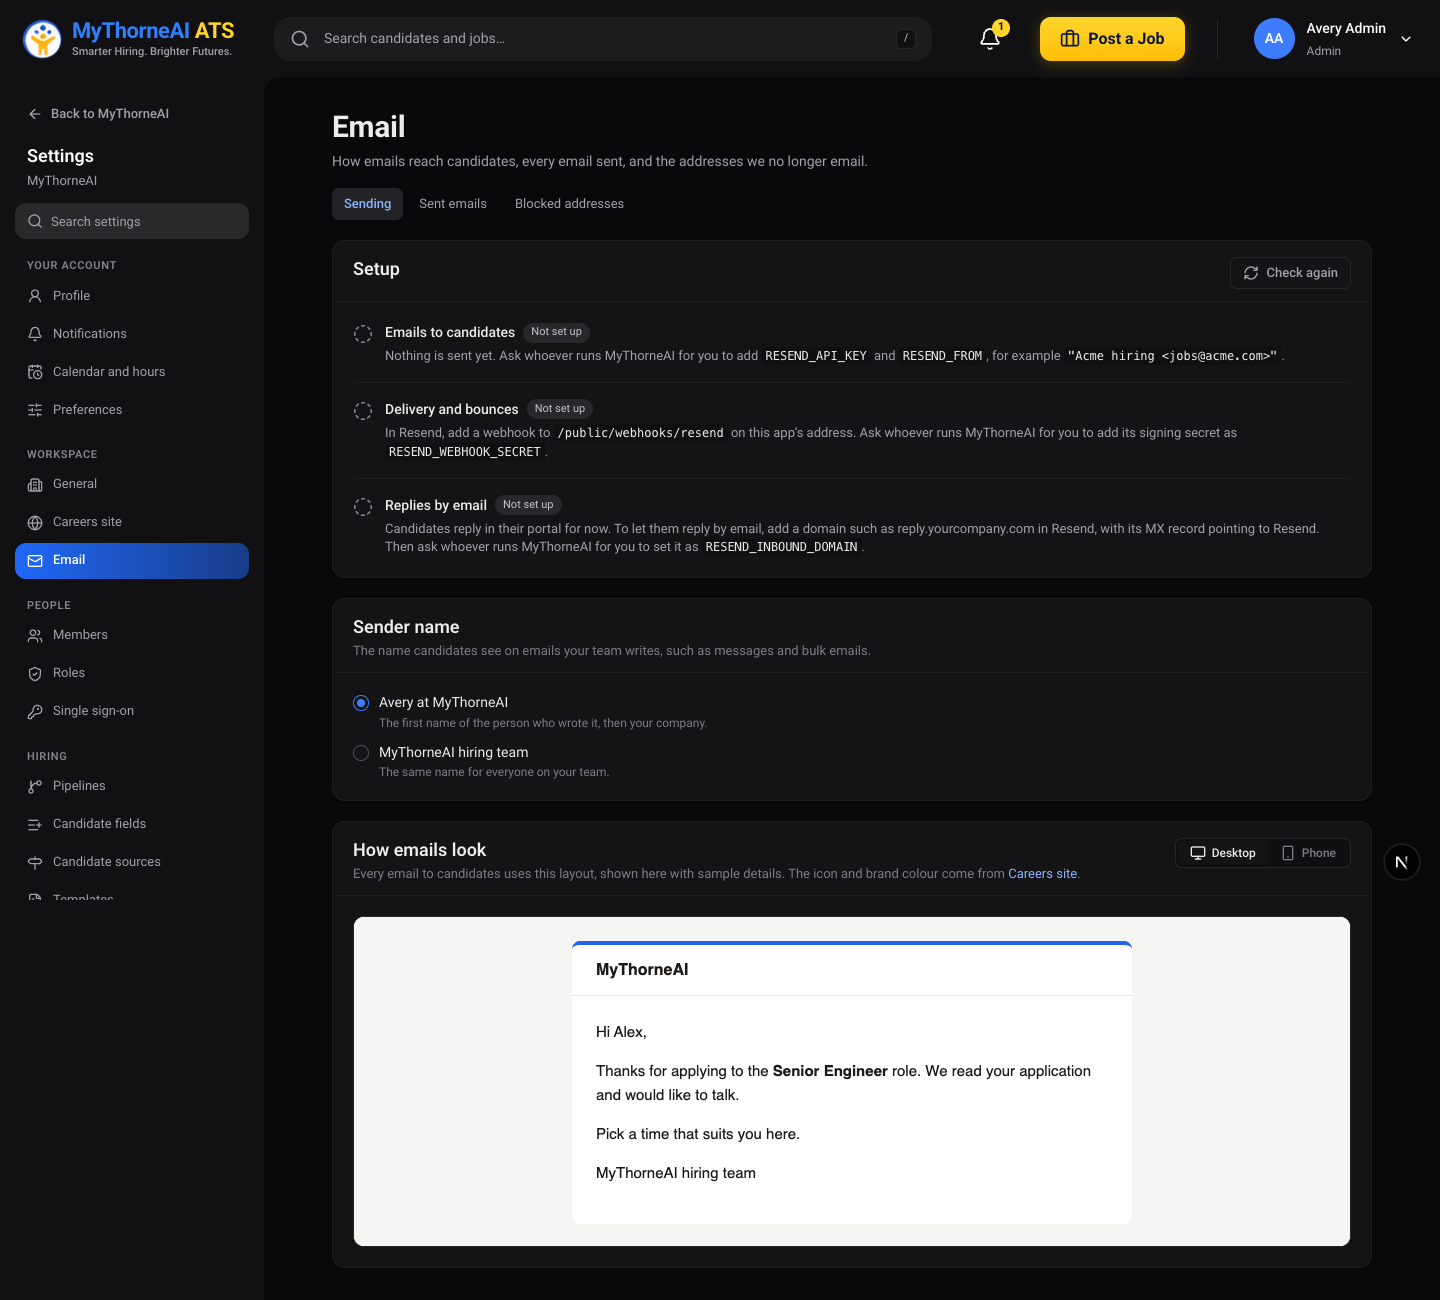 MyThorneAI ATS
Smarter Hiring. Brighter Futures.
Search candidates and jobs…
/
1
Post a Job
AA
Avery Admin
Admin
Back to MyThorneAI
Settings
MyThorneAI
Search settings
YOUR ACCOUNT
Profile
Notifications
Calendar and hours
Preferences
WORKSPACE
General
Careers site
Email
PEOPLE
Members
Roles
Single sign-on
HIRING
Pipelines
Candidate fields
Candidate sources
Templates
Email
How emails reach candidates, every email sent, and the addresses we no longer email.
Sending
Sent emails
Blocked addresses
Setup
Check again
Emails to candidates
Not set up
Nothing is sent yet. Ask whoever runs MyThorneAI for you to add RESEND_API_KEY and RESEND_FROM, for example "Acme hiring <jobs@acme.com>".
Delivery and bounces
Not set up
In Resend, add a webhook to /public/webhooks/resend on this app's address. Ask whoever runs MyThorneAI for you to add its signing secret as
RESEND_WEBHOOK_SECRET.
Replies by email
Not set up
Candidates reply in their portal for now. To let them reply by email, add a domain such as reply.yourcompany.com in Resend, with its MX record pointing to Resend.
Then ask whoever runs MyThorneAI for you to set it as RESEND_INBOUND_DOMAIN.
Sender name
The name candidates see on emails your team writes, such as messages and bulk emails.
Avery at MyThorneAI
The first name of the person who wrote it, then your company.
MyThorneAI hiring team
The same name for everyone on your team.
How emails look
Every email to candidates uses this layout, shown here with sample details. The icon and brand colour come from Careers site.
Desktop
Phone
N
MyThorneAI
Hi Alex,
Thanks for applying to the Senior Engineer role. We read your application
and would like to talk.
Pick a time that suits you here.
MyThorneAI hiring team